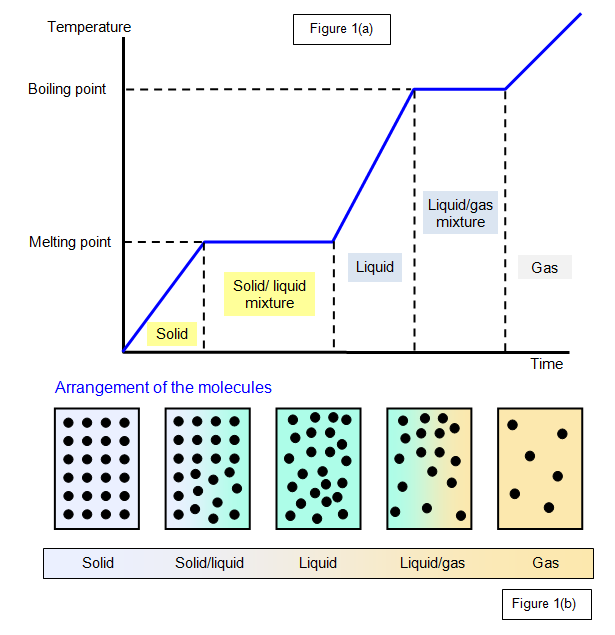 Temperature
Figure 1(a)
Boiling point
Liquid/gas
mixture
Melting point
Liquid
Gas
Solid/ liquid
mixture
Solid
Time
Arrangement of the molecules
Solid
Solid/liquid
Liquid
Liquid/gas
Gas
Figure 1(b)